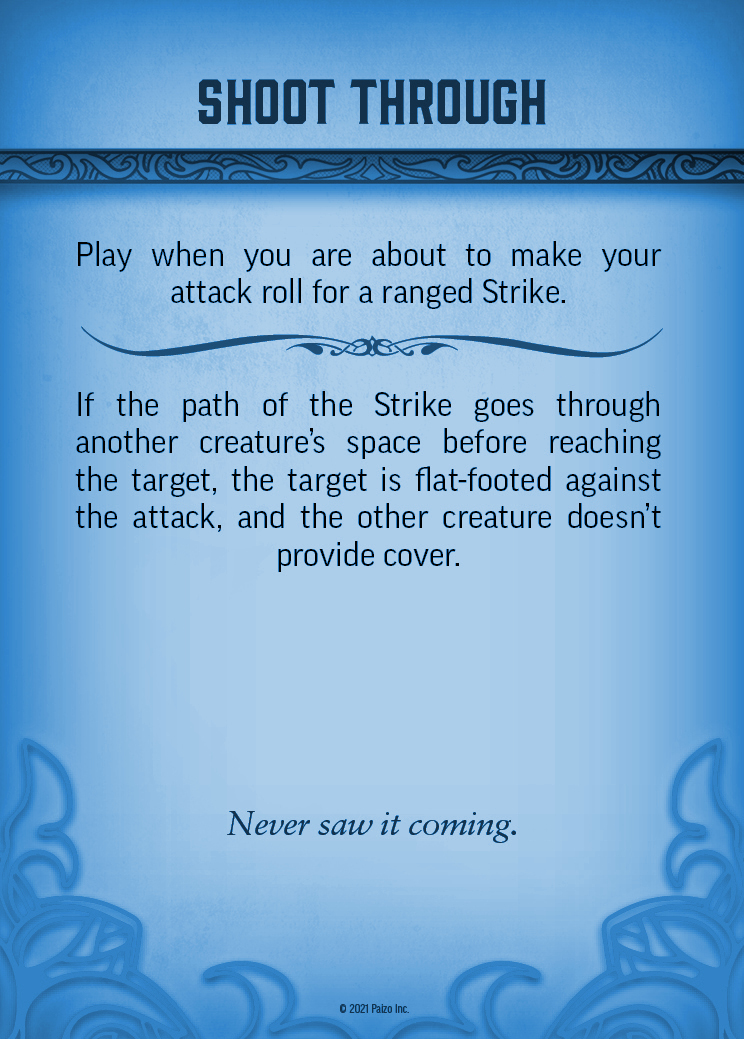 SHOOT THROUGH
Play when you are about to make your
attack roll for a ranged Strike.
If the path of the Strike goes through
another creature’s space before reaching
the target, the target is flat-footed against
the attack, and the other creature doesn’t
provide cover.
Never saw it coming.
© 2021 Paizo Inc.